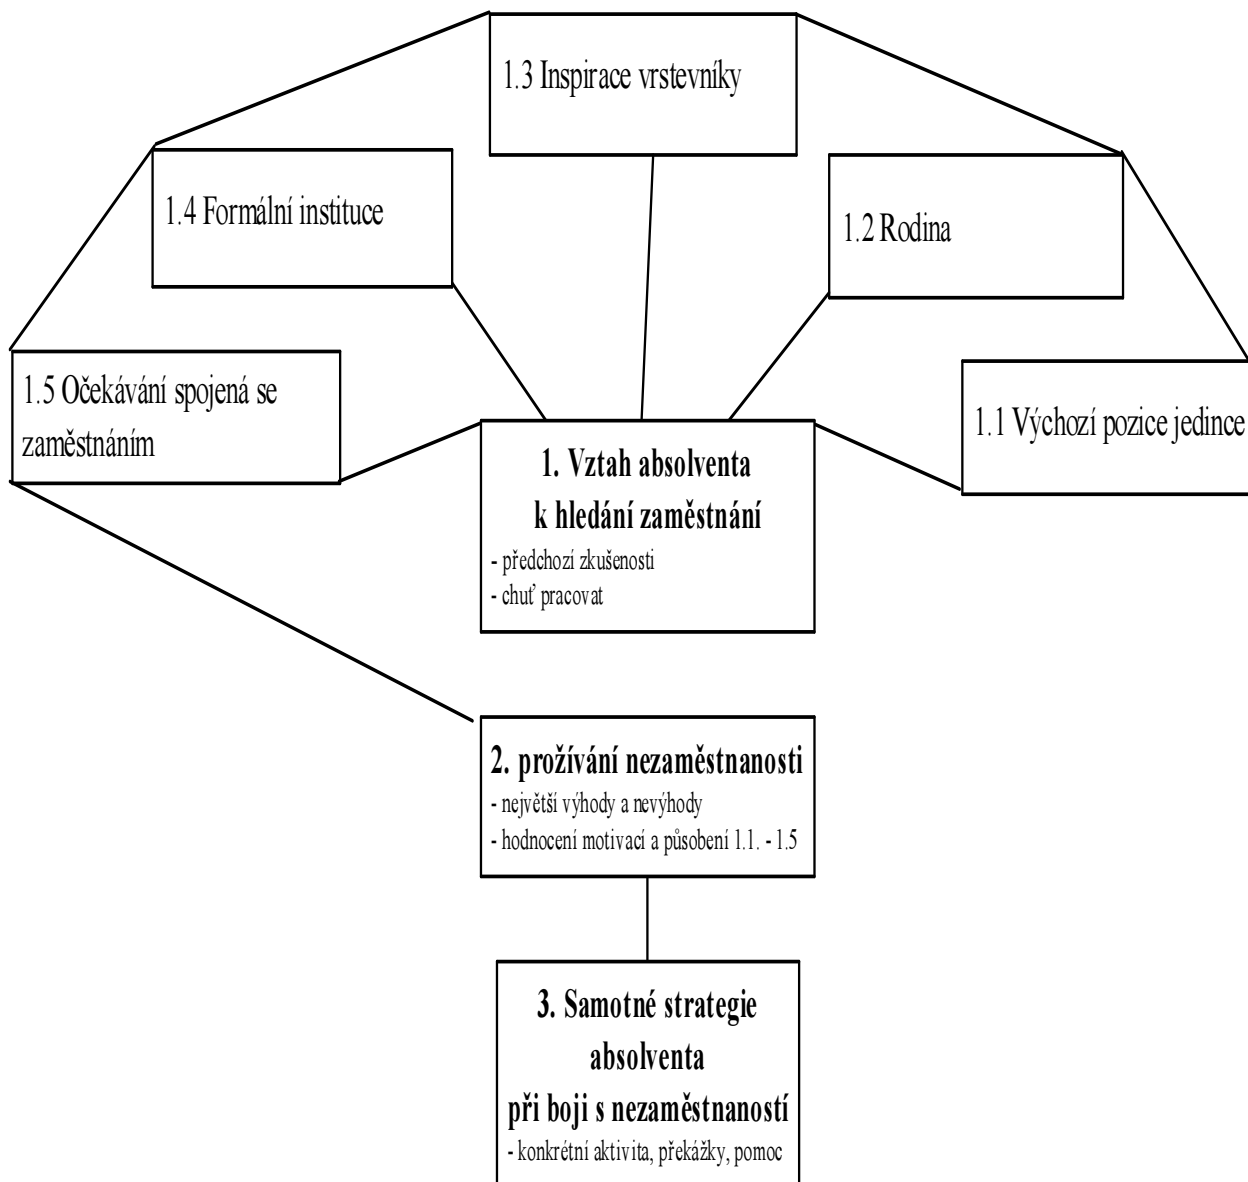 1.3 Inspirace vrstevníky
1.4 Formální instituce
1.2 Rodina
1.5 Očekávání spojená se
zaměstnáním
1.1 Výchozí pozice jedince
1. Vztah absolventa
k hledání zaměstnání
- předchozí zkušenosti
- chuť pracovat
2. prožívání nezaměstnanosti
- největší výhody a nevýhody
- hodnocení motivací a působení 1.1. - 1.5
3. Samotné strategie
absolventa
při boji s nezaměstnaností
- konkrétní aktivita, překážky, pomoc